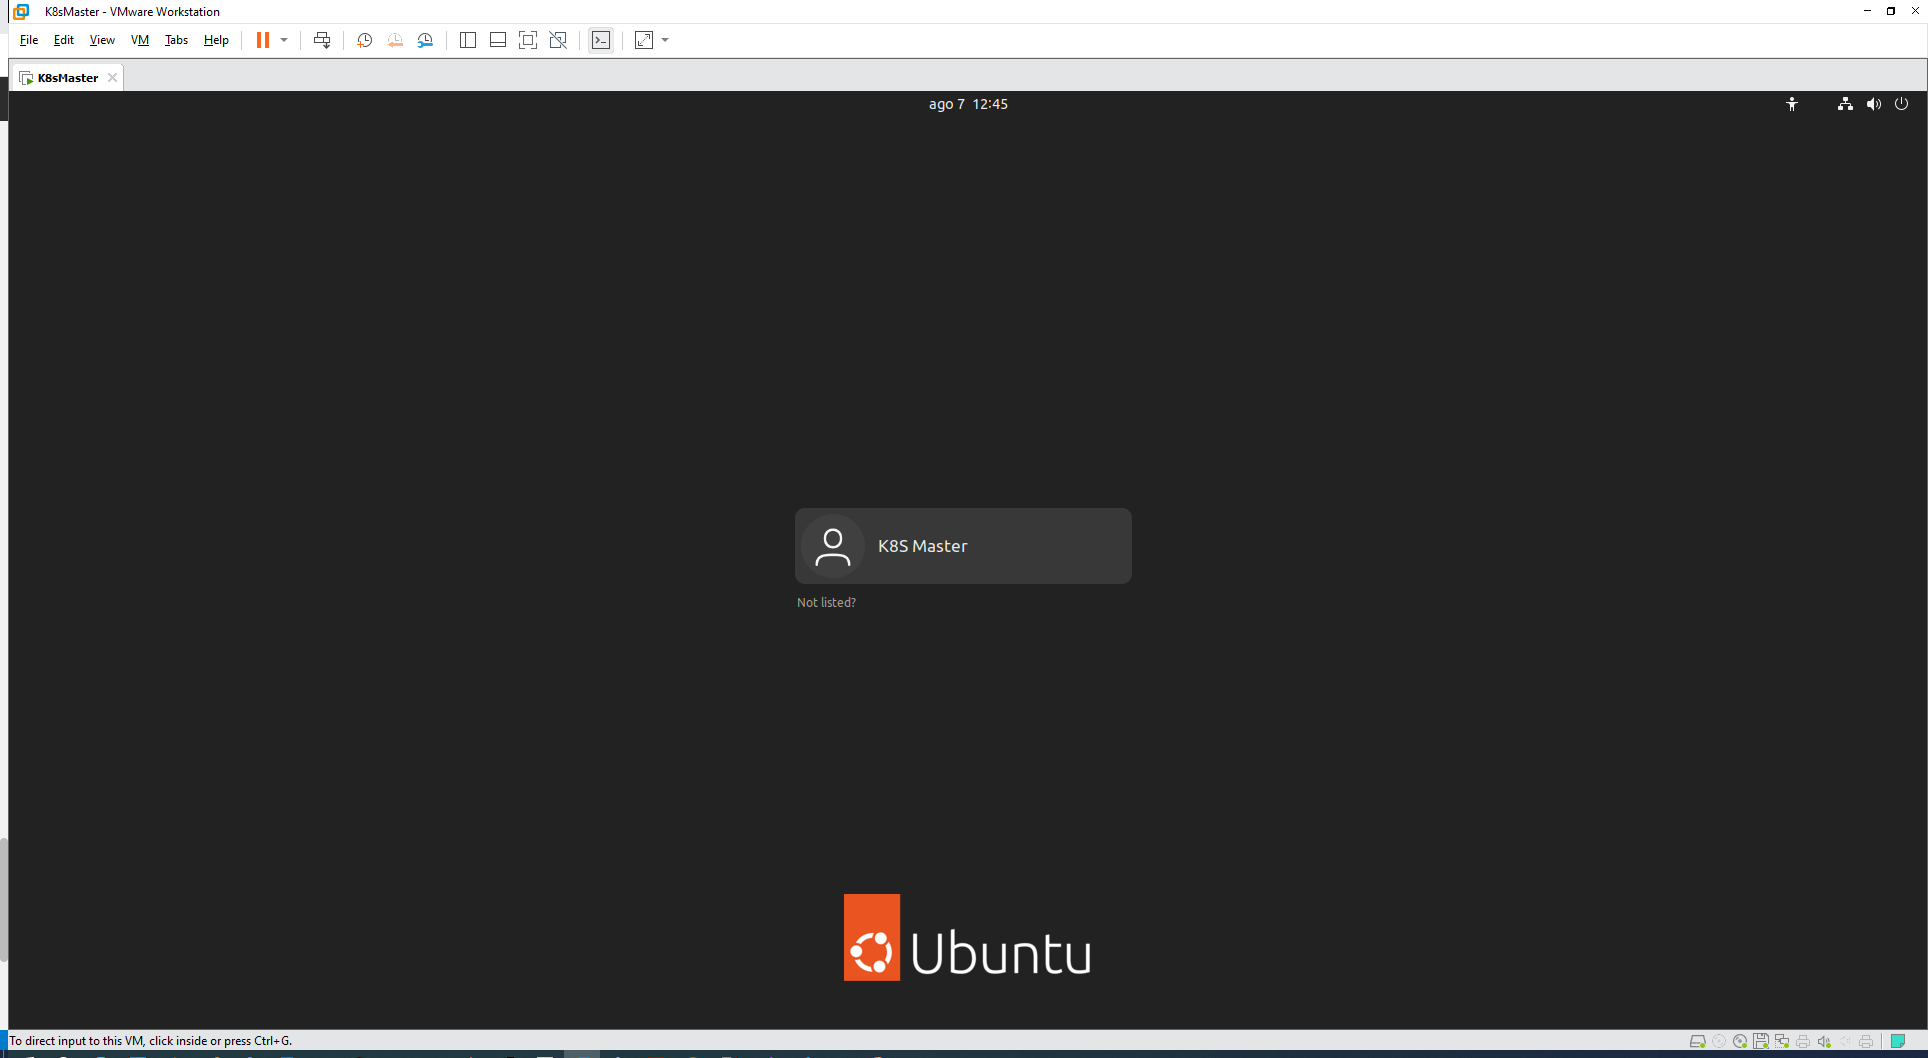 K8sMaster - VMware Workstation
File Edit View VM Tabs Help
K8sMaster
ago 7 12:45
K8S Master
Not listed?
Ubuntu
To direct input to this VM, click inside or press Ctrl+G.